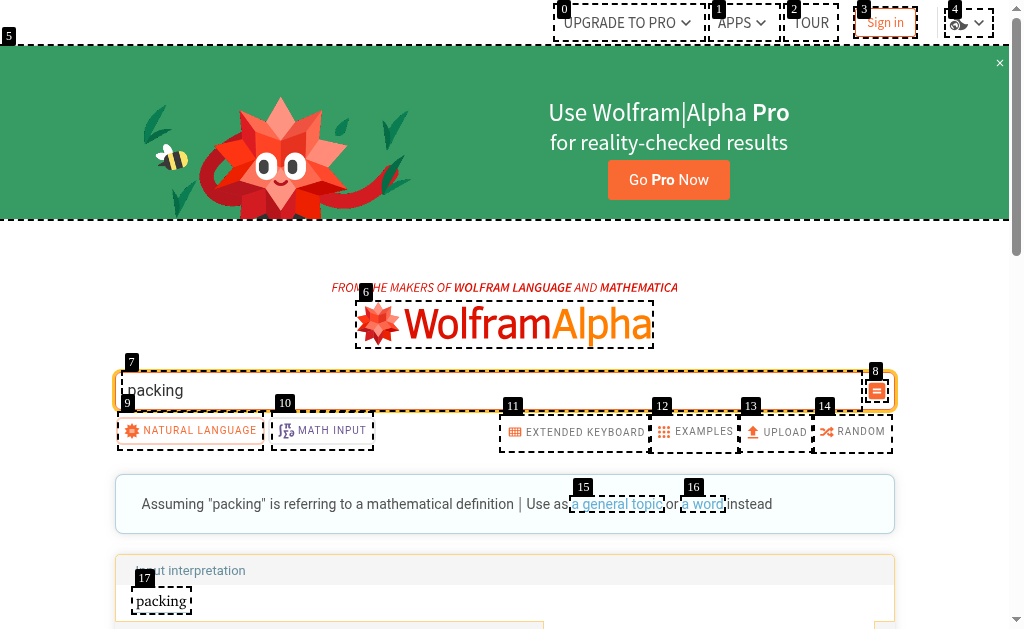 0 UPGRADE TO PRO 1 APPS 2 TOUR 3 Sign in 4
5
×
Use Wolfram|Alpha Pro
for reality-checked results
Go Pro Now
FROM THE MAKERS OF WOLFRAM LANGUAGE AND MATHEMATICA
6
WolframAlpha
7 8
packing
9 NATURAL LANGUAGE 10 MATH INPUT 11 EXTENDED KEYBOARD 12 EXAMPLES 13 UPLOAD 14 RANDOM
15 16
Assuming "packing" is referring to a mathematical definition | Use as a general topic or a word instead
Input interpretation
17
packing